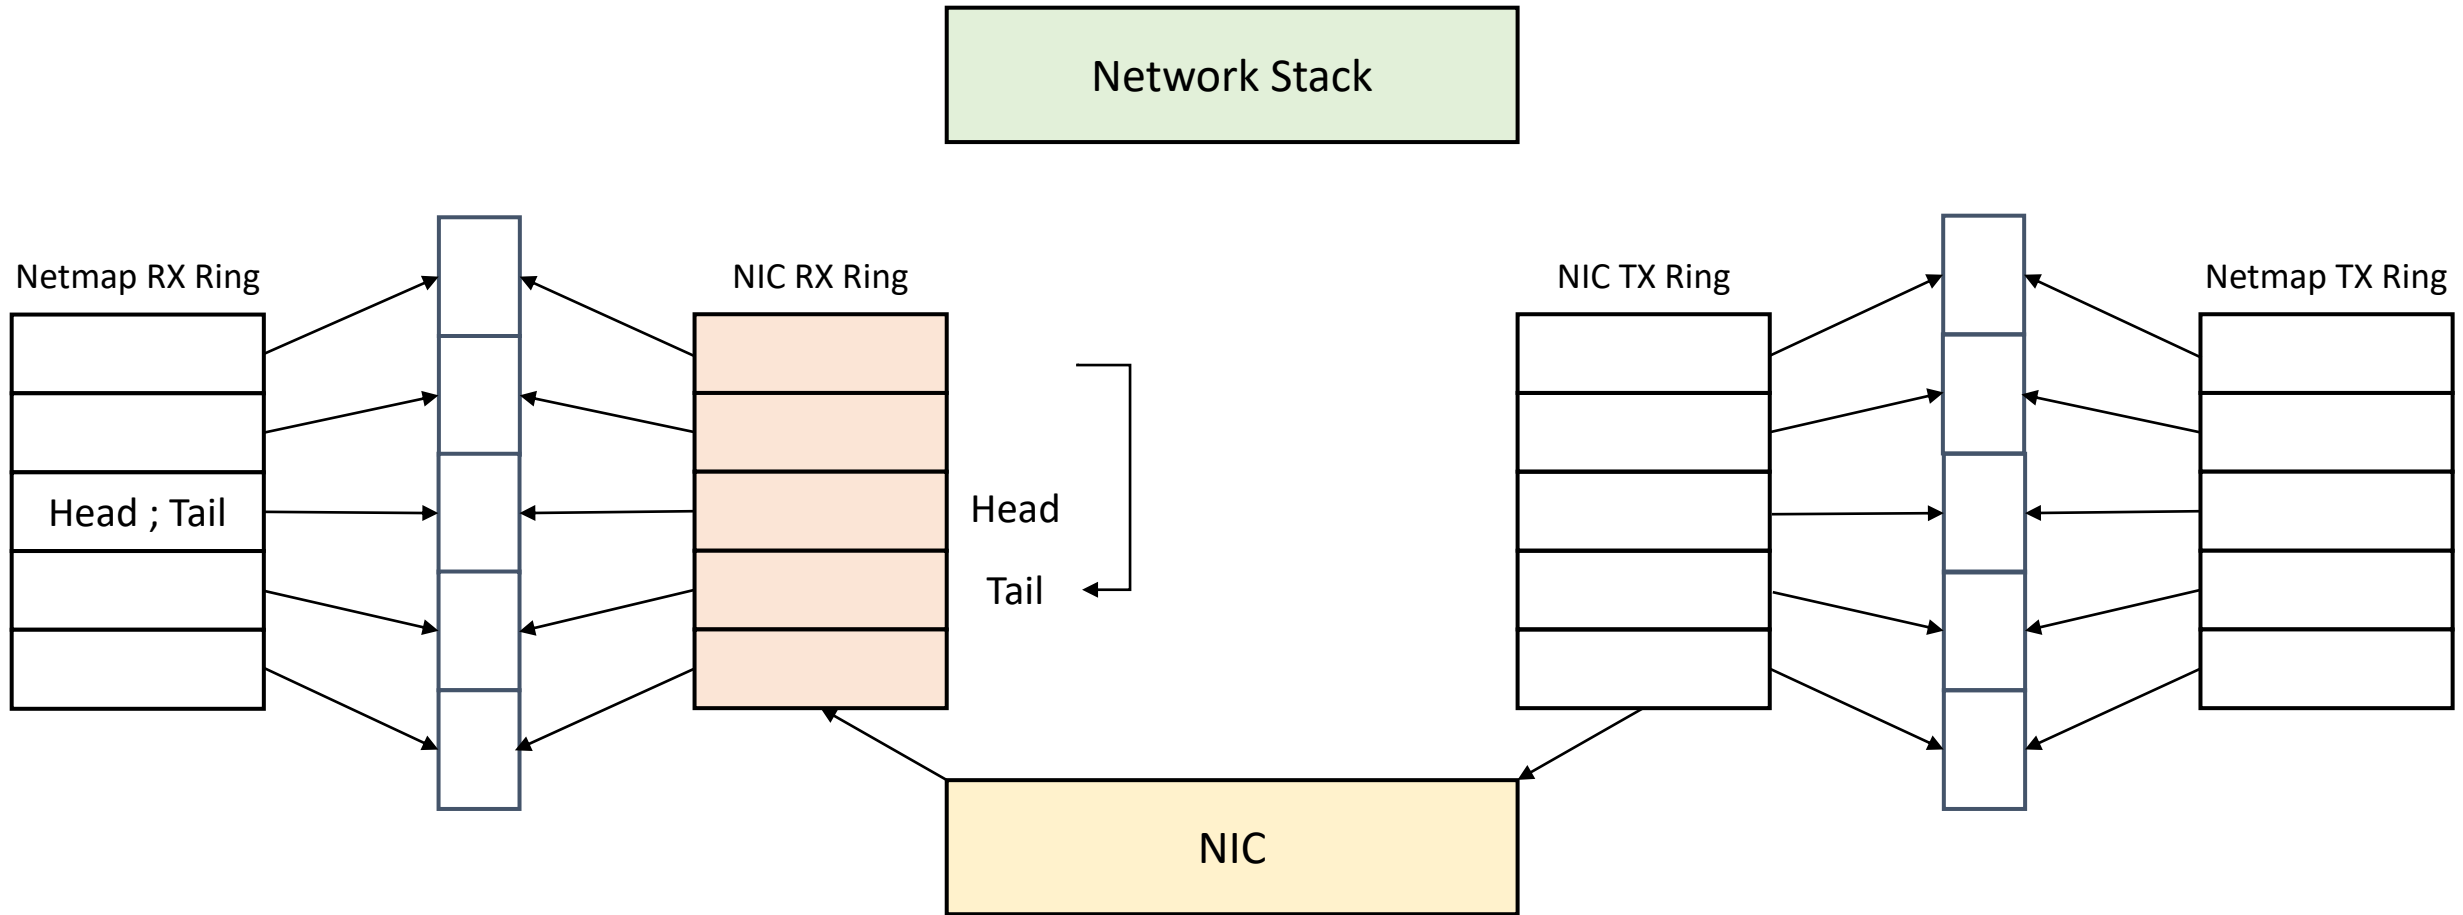 Network Stack
Netmap RX Ring
NIC RX Ring
NIC TX Ring
Netmap TX Ring
Head ; Tail
Head
Tail
NIC